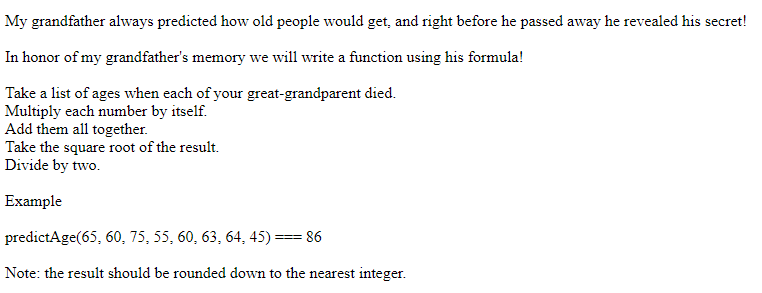 My grandfather always predicted how old people would get, and right before he passed away he revealed his secret!
In honor of my grandfather's memory we will write a function using his formula!
Take a list of ages when each of your great-grandparent died.
Multiply each number by itself.
Add them all together.
Take the square root of the result.
Divide by two.
Example
predictAge(65, 60, 75, 55, 60, 63, 64, 45) === 86
Note: the result should be rounded down to the nearest integer.